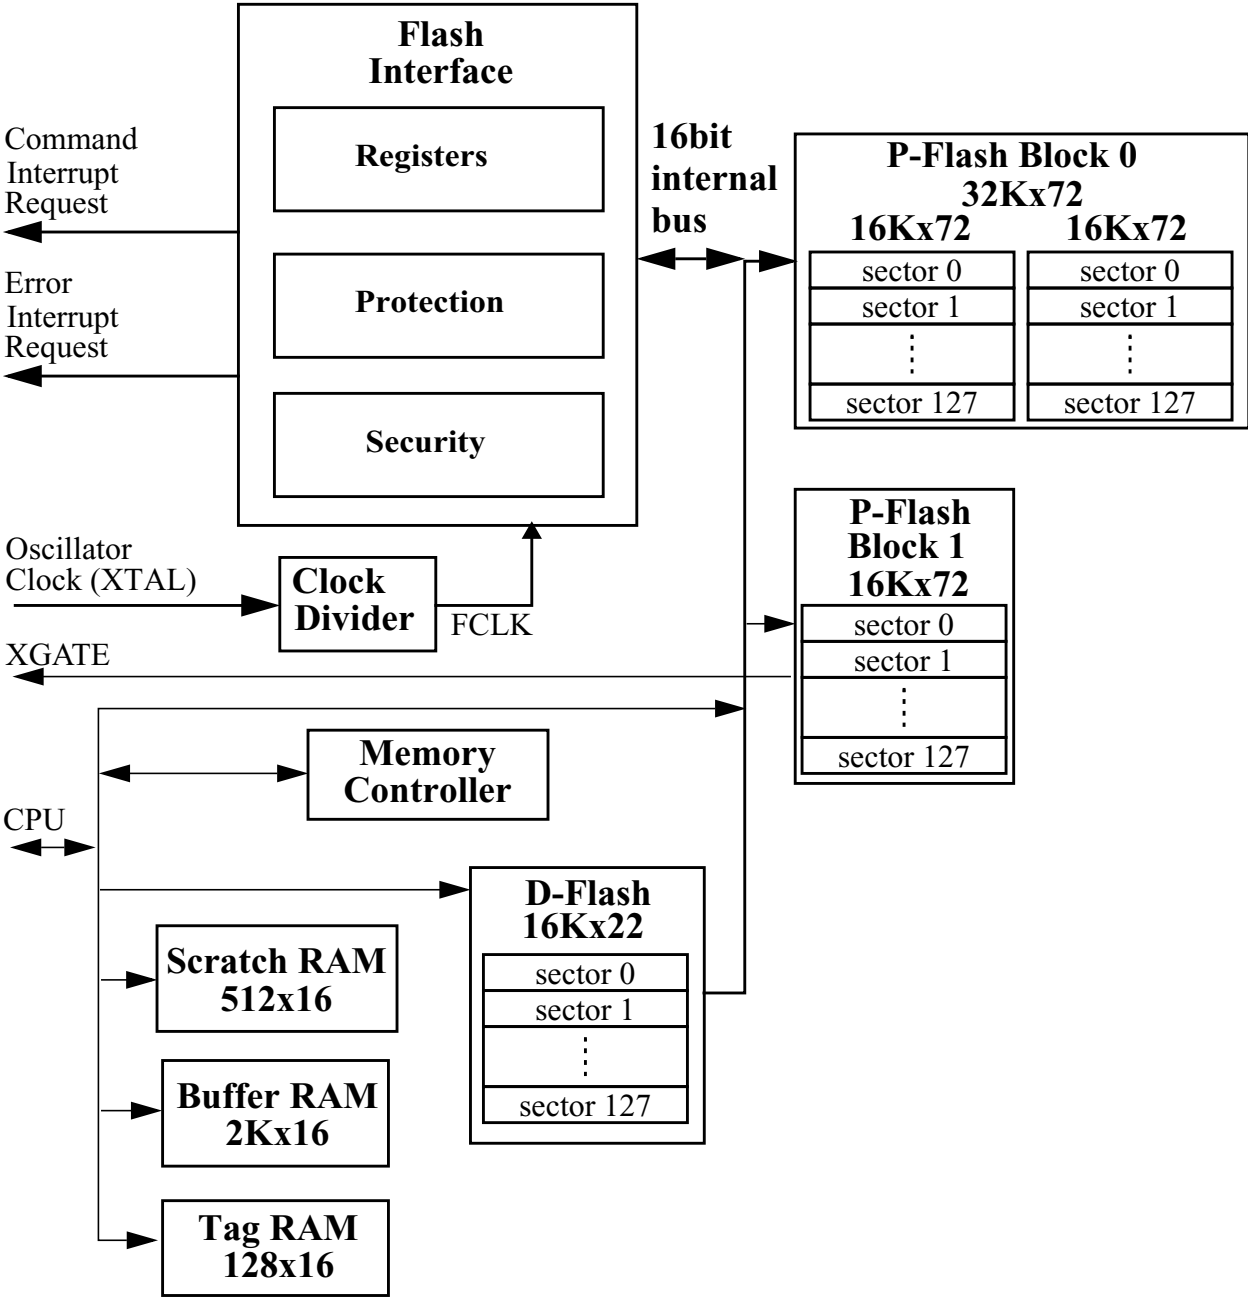 Flash
Interface
Registers
Protection
Security
Command
Interrupt
Request
Error
Interrupt
Request
16bit
internal
bus
P-Flash Block 0
32Kx72
16Kx72 16Kx72
sector 0 sector 0
sector 1 sector 1
sector 127 sector 127
Oscillator
Clock (XTAL)
Clock
Divider
FCLK
XGATE
P-Flash
Block 1
16Kx72
sector 0
sector 1
sector 127
Memory
Controller
CPU
D-Flash
16Kx22
sector 0
sector 1
sector 127
Scratch RAM
512x16
Buffer RAM
2Kx16
Tag RAM
128x16